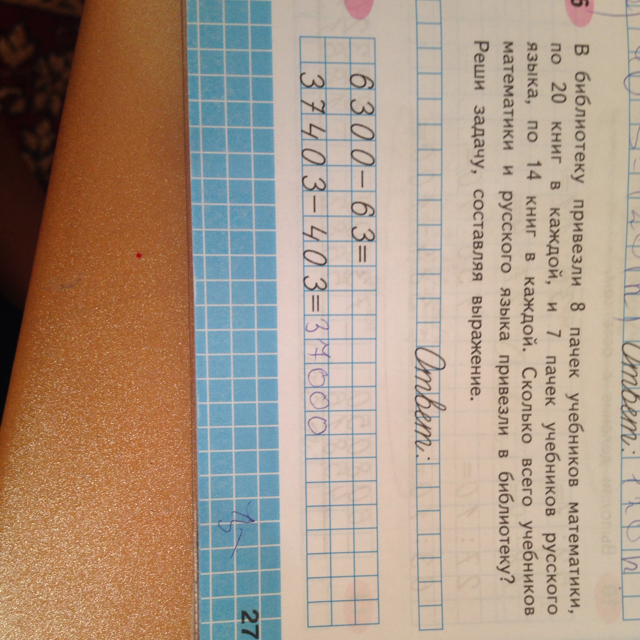 Ответ:
6 В библиотеку привезли 8 пачек учебников математики,
по 20 книг в каждой, и 7 пачек учебников русского
языка, по 14 книг в каждой. Сколько всего учебников
математики и русского языка привезли в библиотеку?
Реши задачу, составляя выражение.
Ответ:
6300-63=
37403-403=37000
27